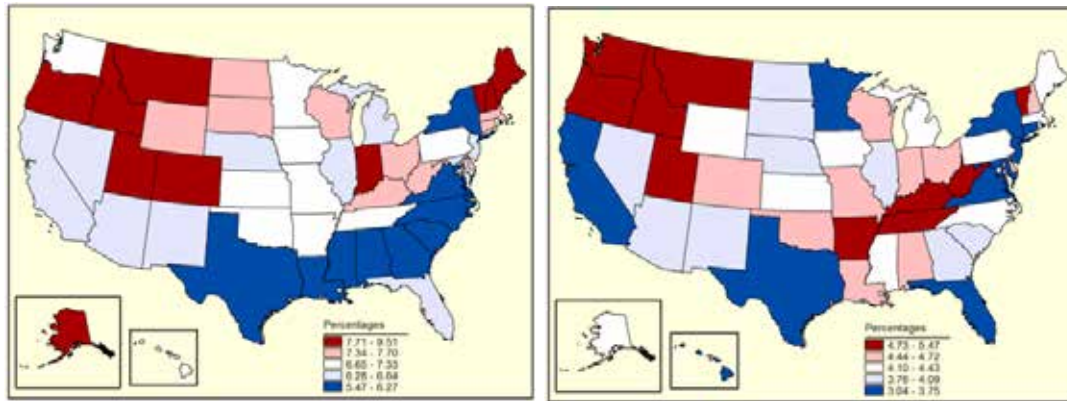 Percentages
7.71 - 9.51
7.34 - 7.70
6.65 - 7.33
6.28 - 6.64
5.47 - 6.27
Percentages
4.73 - 5.47
4.44 - 4.72
4.10 - 4.43
3.76 - 4.09
3.04 - 3.75